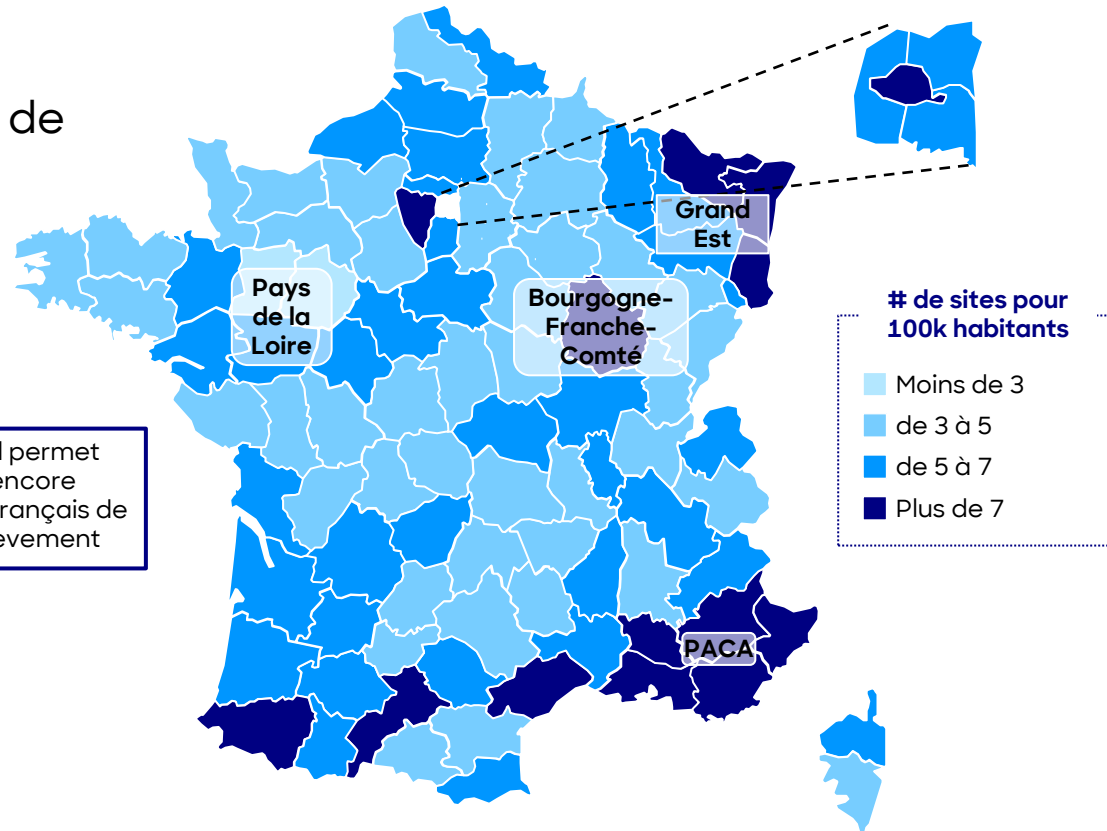 de
Grand
Est
Pays
de la
Loire
Bourgogne-
Franche-
Comté
# de sites pour
100k habitants
Moins de 3
de 3 à 5
de 5 à 7
Plus de 7
permet
encore
rançais de
èvement
PACA